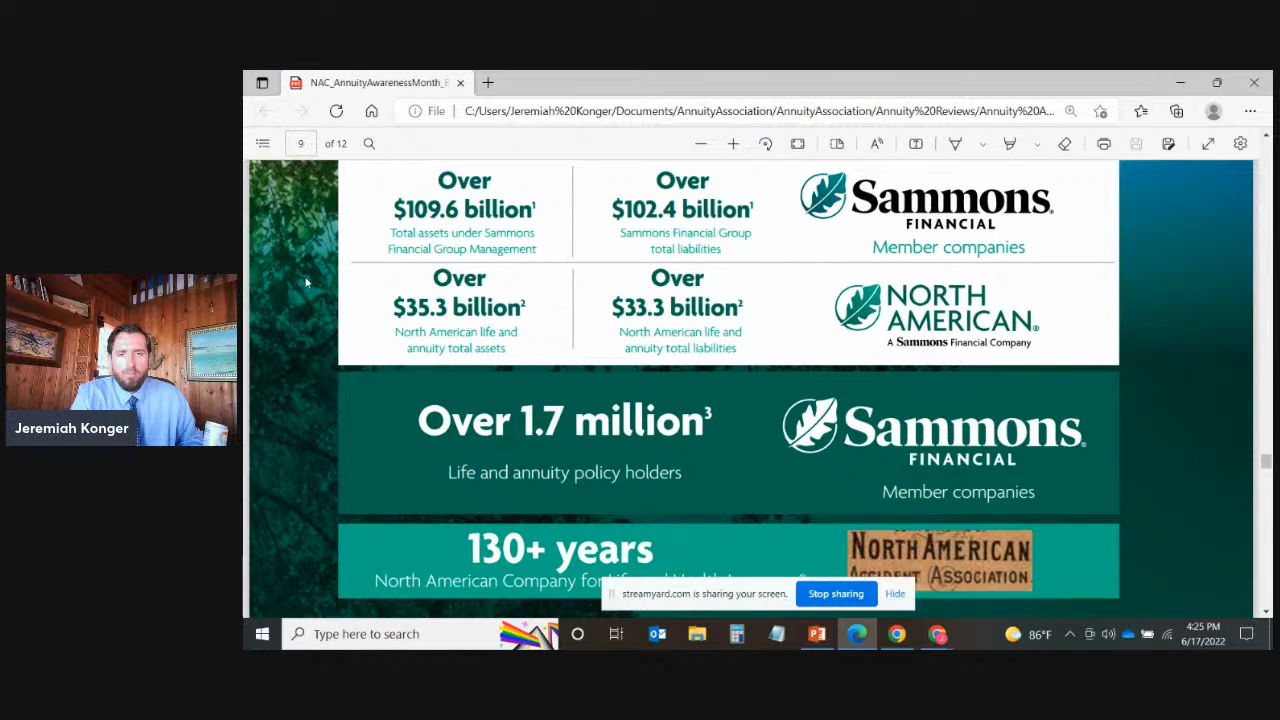 NAC_AnnuityAwarenessMonth_
File
C:/Users/Jeremiah%20Konger/Documents/AnnuityAssociation/AnnuityAssociation/Annuity%20Reviews/Annuity%20A...
9 of 12
Over
$109.6 billion¹
Total assets under Sammons
Financial Group Management
Over
$102.4 billion¹
Sammons Financial Group
total liabilities
Sammons®
FINANCIAL
Member companies
Over
$35.3 billion²
North American life and
annuity total assets
Over
$33.3 billion²
North American life and
annuity total liabilities
NORTH
AMERICAN®
A Sammons Financial Company
Jeremiah Konger
Over 1.7 million³
Life and annuity policy holders
Sammons®
FINANCIAL
Member companies
130+ years
North American Company for
NORTH AMERICAN
ACCIDENT ASSOCIATION
streamyard.com is sharing your screen.
Stop sharing
Hide
Type here to search
86°F
4:25 PM
6/17/2022